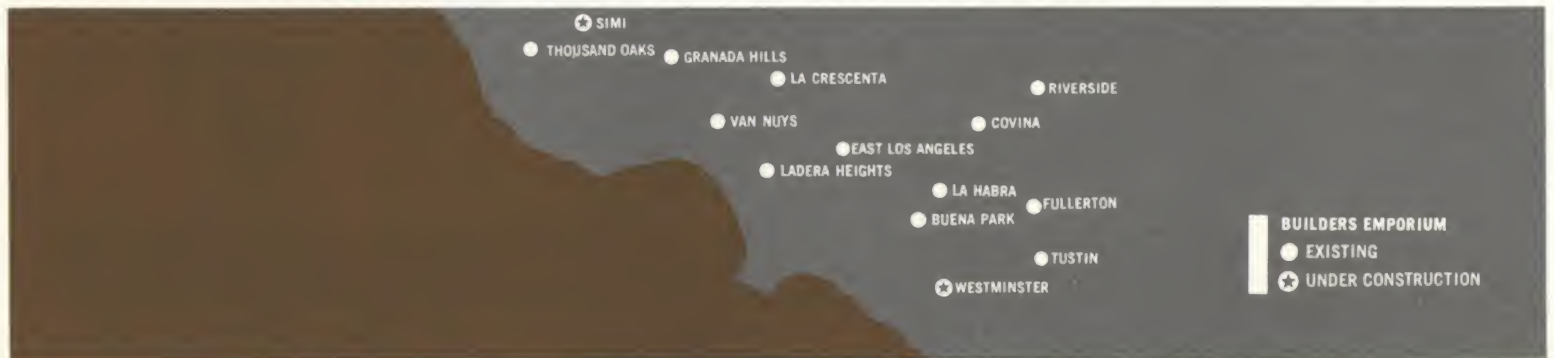 SIMI
THOUSAND OAKS
GRANADA HILLS
LA CRESCENTA
RIVERSIDE
VAN NUYS
COVINA
EAST LOS ANGELES
LADERA HEIGHTS
LA HABRA
FULLERTON
BUENA PARK
TUSTIN
WESTMINSTER
BUILDERS EMPORIUM
EXISTING
UNDER CONSTRUCTION